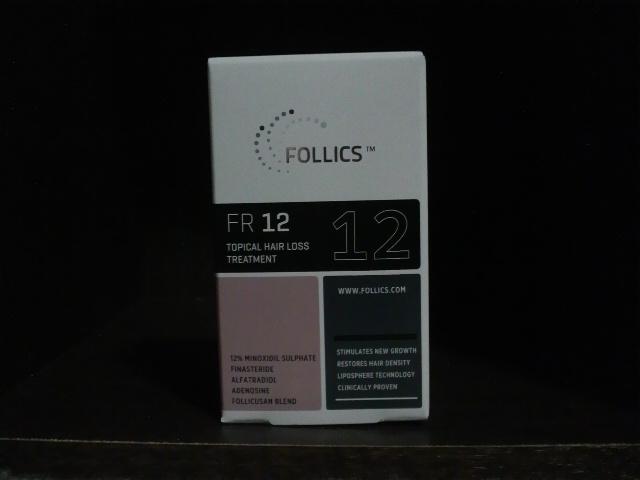 FOLLICS™
FR 12
12
TOPICAL HAIR LOSS
TREATMENT
WWW.FOLLICS.COM
12% MINOXIDIL SULPHATE
FINASTERIDE
ALFATRADIOL
ADENOSINE
FOLLICUSAN BLEND
STIMULATES NEW GROWTH
RESTORES HAIR DENSITY
LIPOSPHERE TECHNOLOGY
CLINICALLY PROVEN